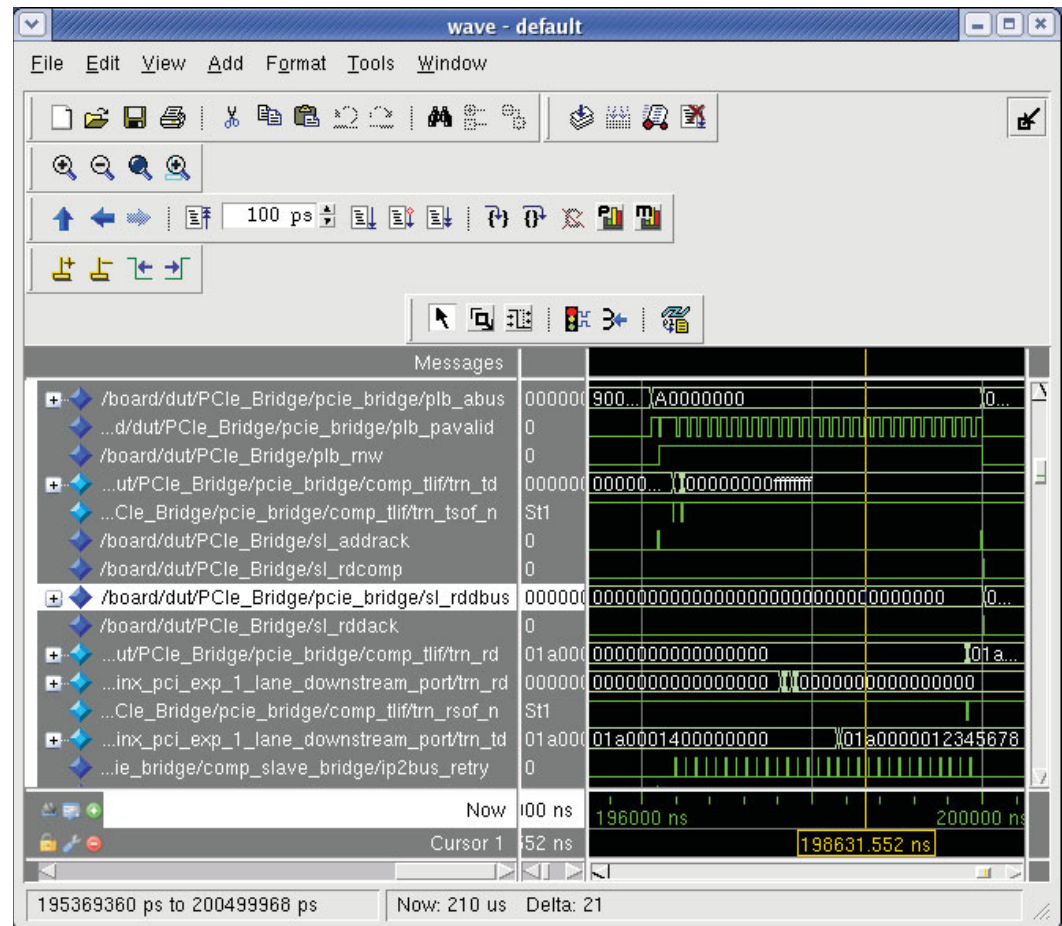 wave - default
File Edit View Add Format Tools Window
100 ps
Messages
/board/dut/PCIe_Bridge/pcie_bridge/plb_abus 000000 900... A0000000 0...
...d/dut/PCIe_Bridge/pcie_bridge/plb_pavalid 0
/board/dut/PCIe_Bridge/plb_rnw 0
...ut/PCIe_Bridge/pcie_bridge/comp_tlif/trn_td 000000 00000... 00000000ffffffff
...CIe_Bridge/pcie_bridge/comp_tlif/trn_tsof_n St1
/board/dut/PCIe_Bridge/sl_addrack 0
/board/dut/PCIe_Bridge/sl_rdcomp 0
/board/dut/PCIe_Bridge/pcie_bridge/sl_rddbus 000000 00000000000000000000000000000000 0...
/board/dut/PCIe_Bridge/sl_rddack 0
...ut/PCIe_Bridge/pcie_bridge/comp_tlif/trn_rd 01a000 0000000000000000 01a...
...inx_pci_exp_1_lane_downstream_port/trn_rd 000000 0000000000000000 0000000000000000
...CIe_Bridge/pcie_bridge/comp_tlif/trn_rsof_n St1
...inx_pci_exp_1_lane_downstream_port/trn_td 01a000 01a0001400000000 01a0000012345678
...ie_bridge/comp_slave_bridge/ip2bus_retry 0
Now 00 ns 196000 ns 200000 ns
Cursor 1 52 ns 198631.552 ns
195369360 ps to 200499968 ps Now: 210 us Delta: 21